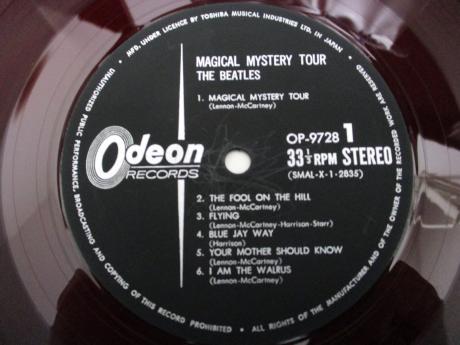 • MFD. UNDER LICENCE BY TOSHIBA MUSICAL INDUSTRIES LTD. IN JAPAN •
MAGICAL MYSTERY TOUR
THE BEATLES
1. MAGICAL MYSTERY TOUR
(Lennon-McCartney)
OP-9728 1
33⅓ RPM STEREO
(SMAL-X-1-2835)
Odeon
RECORDS
2. THE FOOL ON THE HILL
(Lennon-McCartney)
3. FLYING
(Lennon-McCartney-Harrison-Starr)
4. BLUE JAY WAY
(Harrison)
5. YOUR MOTHER SHOULD KNOW
(Lennon-McCartney)
6. I AM THE WALRUS
(Lennon-McCartney)
UNAUTHORIZED PUBLIC PERFORMANCE, BROADCASTING AND COPYING OF THIS RECORD PROHIBITED • ALL RIGHTS OF THE MANUFACTURER AND OF THE OWNER OF THE RECORDED WORK ARE RESERVED